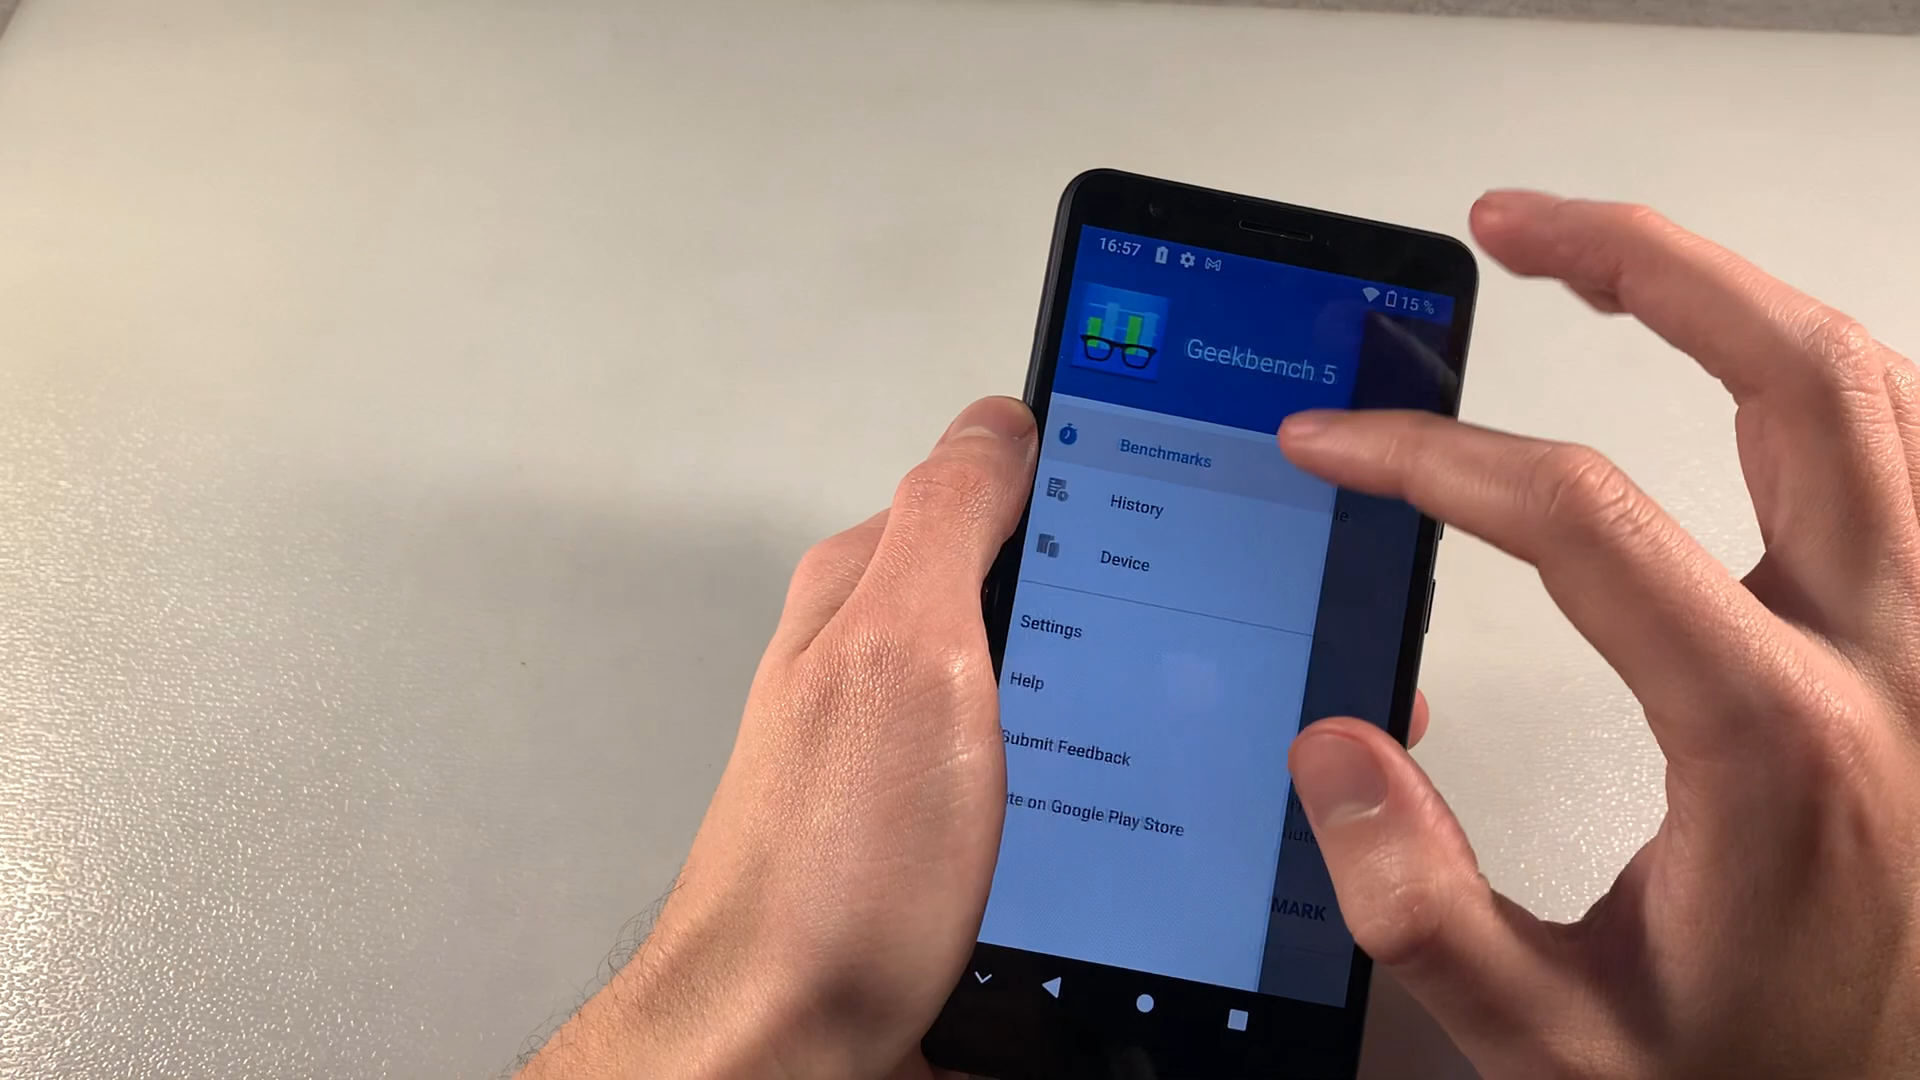 16:57
15 %
Geekbench 5
Benchmarks
History
Device
Settings
Help
Submit Feedback
te on Google Play Store
MARK